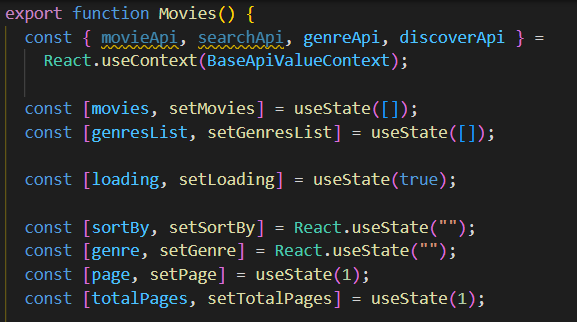 export function Movies() {
const { movieApi, searchApi, genreApi, discoverApi } =
React.useContext(BaseApiValueContext);
const [movies, setMovies] = useState([]);
const [genresList, setGenresList] = useState([]);
const [loading, setLoading] = useState(true);
const [sortBy, setSortBy] = React.useState("");
const [genre, setGenre] = React.useState("");
const [page, setPage] = useState(1);
const [totalPages, setTotalPages] = useState(1);